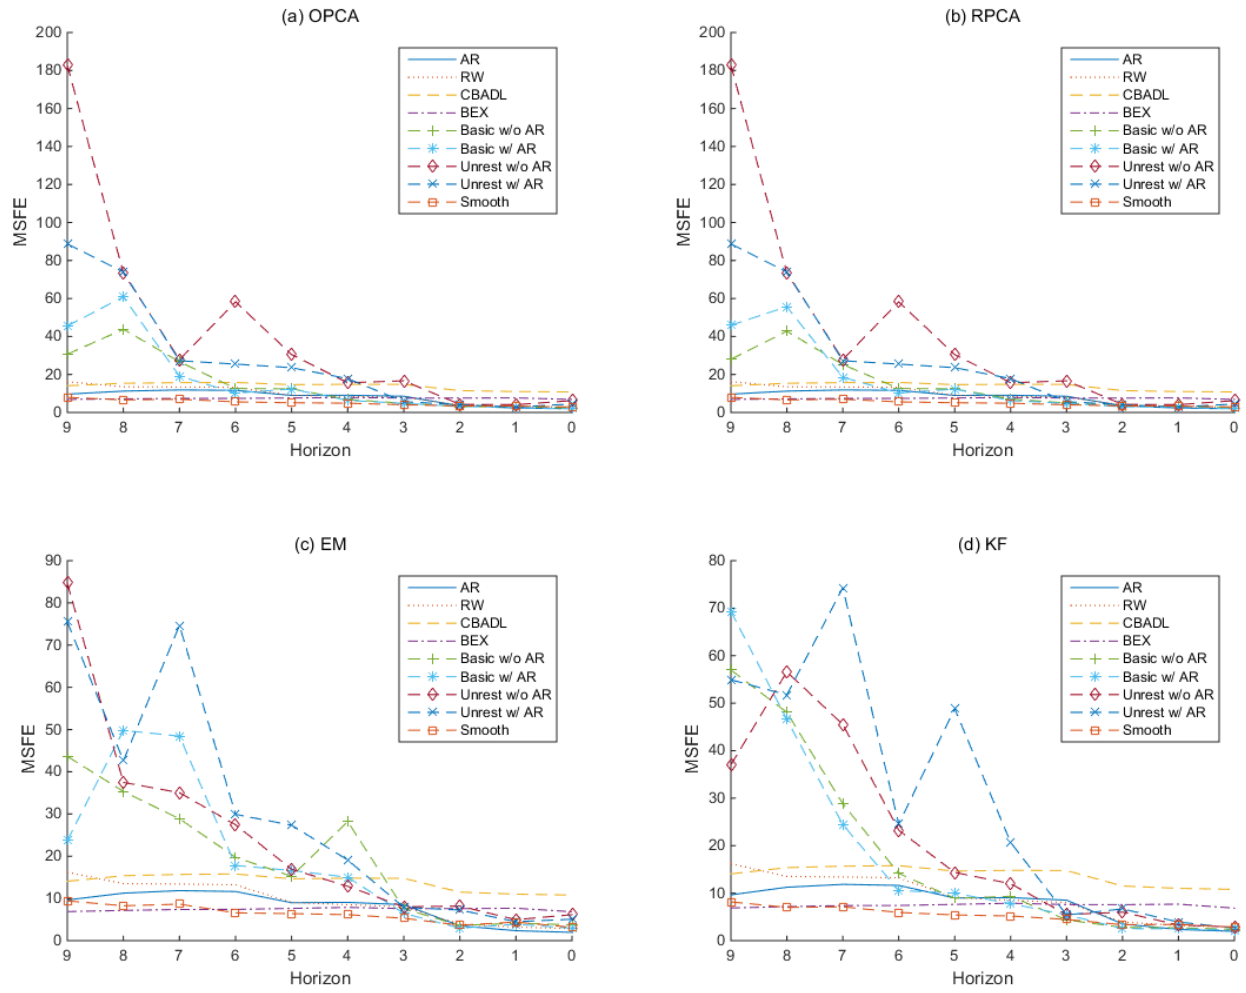 (a) OPCA
200
180
160
140
120
100
80
60
40
20
0
MSFE
9 8 7 6 5 4 3 2 1 0
Horizon
AR
RW
CBADL
BEX
Basic w/o AR
Basic w/ AR
Unrest w/o AR
Unrest w/ AR
Smooth
(b) RPCA
200
180
160
140
120
100
80
60
40
20
0
MSFE
9 8 7 6 5 4 3 2 1 0
Horizon
AR
RW
CBADL
BEX
Basic w/o AR
Basic w/ AR
Unrest w/o AR
Unrest w/ AR
Smooth
(c) EM
90
80
70
60
50
40
30
20
10
0
MSFE
9 8 7 6 5 4 3 2 1 0
Horizon
AR
RW
CBADL
BEX
Basic w/o AR
Basic w/ AR
Unrest w/o AR
Unrest w/ AR
Smooth
(d) KF
80
70
60
50
40
30
20
10
0
MSFE
9 8 7 6 5 4 3 2 1 0
Horizon
AR
RW
CBADL
BEX
Basic w/o AR
Basic w/ AR
Unrest w/o AR
Unrest w/ AR
Smooth